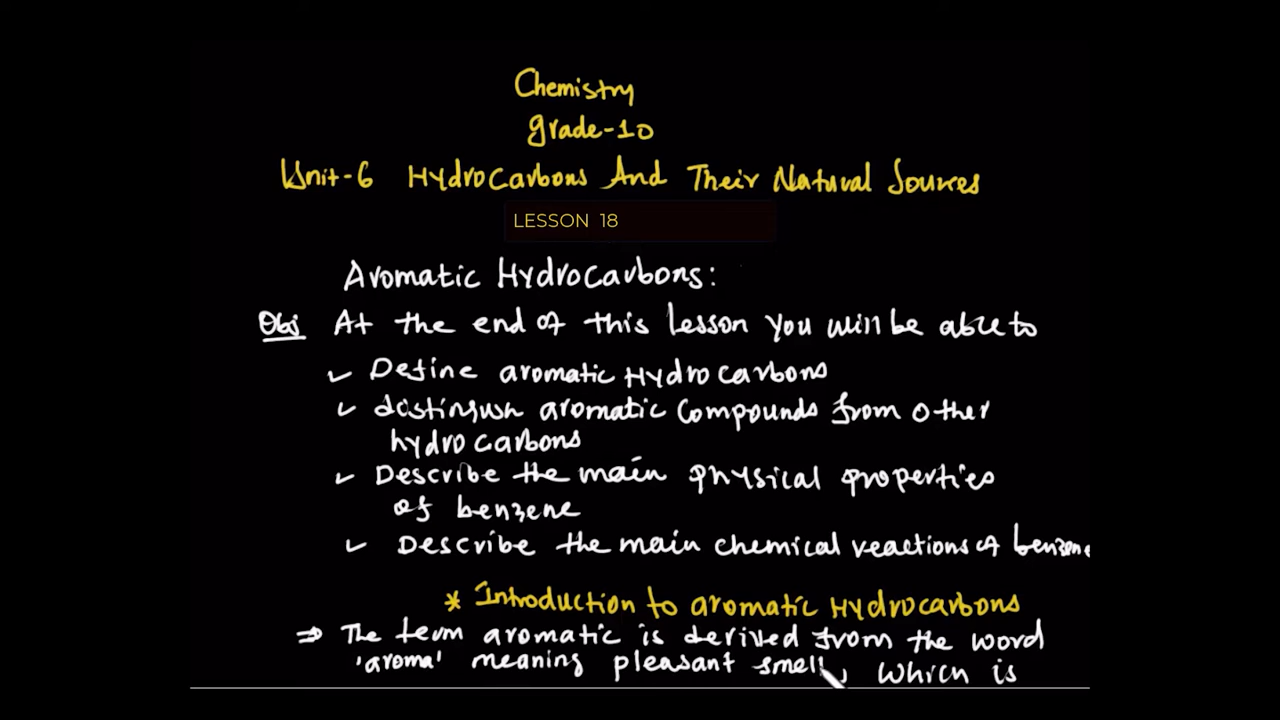 Chemistry
Grade-10
Unit-6 Hydrocarbons And Their Natural Sources
LESSON 18
Aromatic Hydrocarbons:
Obj At the end of this lesson you will be able to
✓ Define aromatic Hydrocarbons
✓ distingush aromatic compounds from other
hydrocarbons
✓ Describe the main physical properties
of benzene
✓ Describe the main chemical reactions of benzene
* Introduction to aromatic Hydrocarbons
⇒ The term aromatic is derived from the word
'aroma' meaning pleasant smell, which is